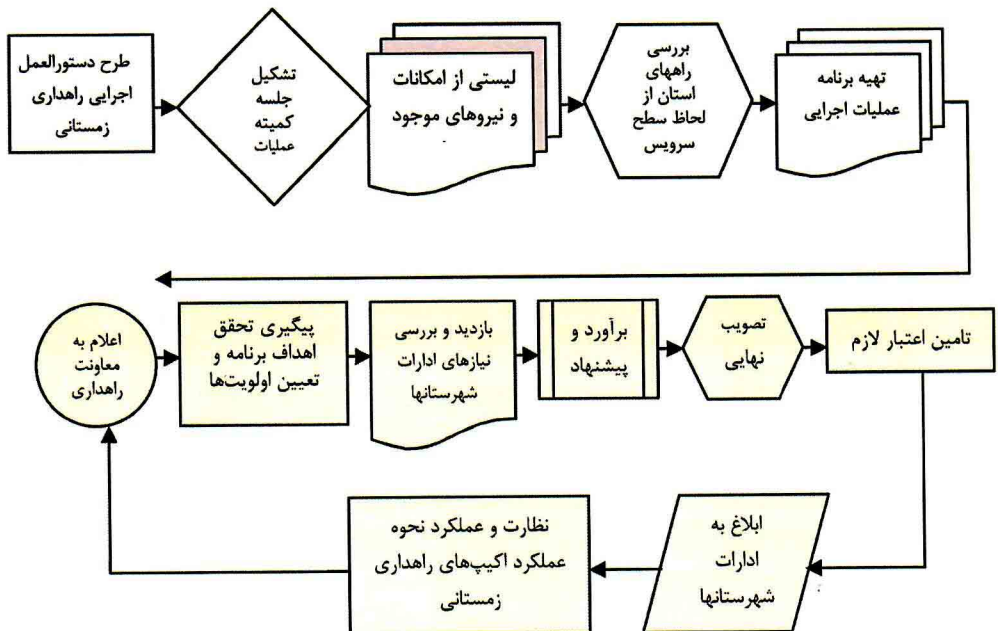 طرح دستورالعمل
اجرایی راهداری
زمستانی
تشکیل
جلسه
کمیته
عملیات
لیستی از امکانات
و نیروهای موجود
بررسی
راههای
استان از
لحاظ سطح
سرویس
تهیه برنامه
عملیات اجرایی
اعلام به
معاونت
راهداری
پیگیری تحقق
اهداف برنامه و
تعیین اولویت‌ها
بازدید و بررسی
نیازهای ادارات
شهرستانها
برآورد و
پیشنهاد
تصویب
نهایی
تامین اعتبار لازم
ابلاغ به
ادارات
شهرستانها
نظارت و عملکرد نحوه
عملکرد اکیپ‌های راهداری
زمستانی